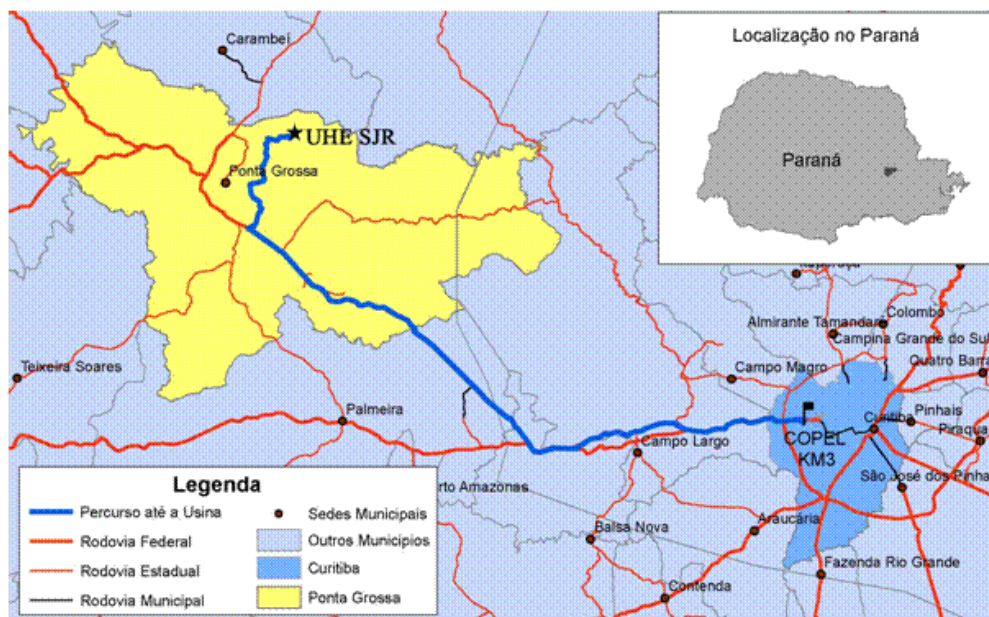 Carambeí
Localização no Paraná
UHE SJR
Paraná
Ponta Grossa
Almirante Tamandaré
Colombo
Campina Grande do Sul
Teixeira Soares
Campo Magro
Quatro Barra
Palmeira
Curitiba
Pinhais
COPEL
KM3
Piraqua
Campo Largo
São José dos Pinha
Legenda
Percurso até a Usina
Rodovia Federal
Rodovia Estadual
Rodovia Municipal
Sedes Municipais
Outros Municipios
Curitiba
Ponta Grossa
rto Amazonas
Balsa Nova
Araucária
Fazenda Rio Grande
Contenda